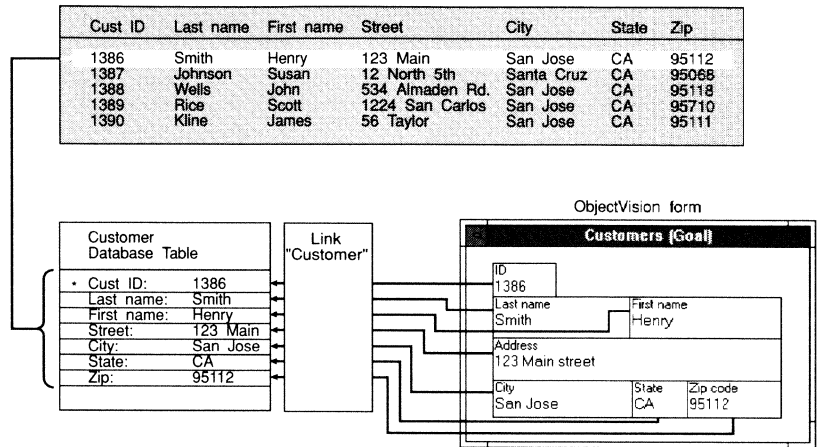 Cust ID Last name First name Street City State Zip
1386 Smith Henry 123 Main San Jose CA 95112
1387 Johnson Susan 12 North 5th Santa Cruz CA 95068
1388 Wells John 534 Almaden Rd. San Jose CA 95118
1389 Rice Scott 1224 San Carlos San Jose CA 95710
1390 Kline James 56 Taylor San Jose CA 95111
Customer
Database Table
* Cust ID: 1386
Last name: Smith
First name: Henry
Street: 123 Main
City: San Jose
State: CA
Zip: 95112
Link
"Customer"
ObjectVision form
Customers (Goal)
ID
1386
Last name First name
Smith Henry
Address
123 Main street
City State Zip code
San Jose CA 95112